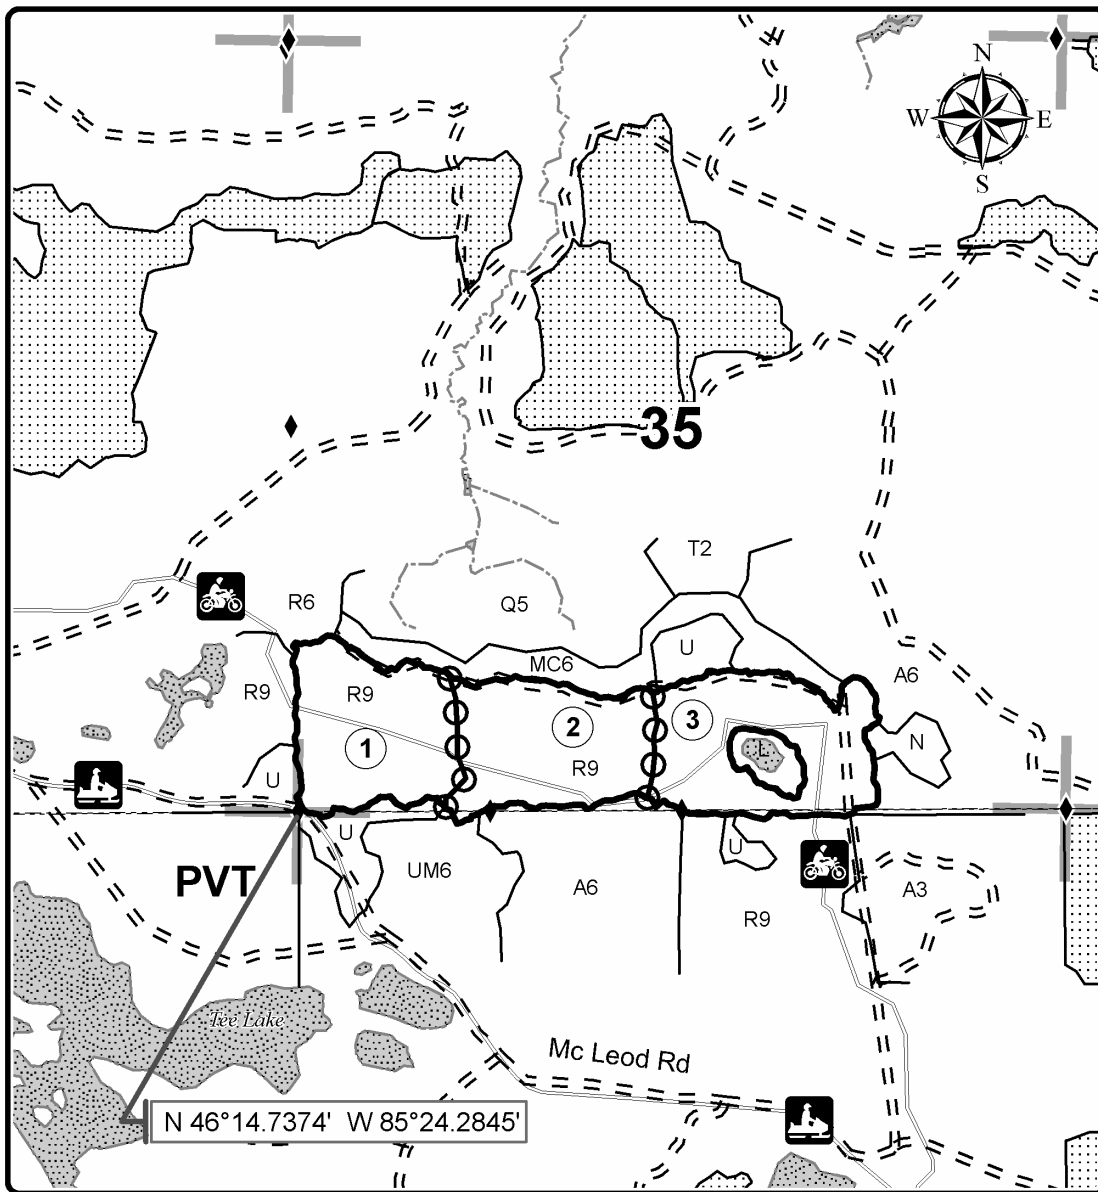 N
W E
S
35
T2
R6
Q5
U
MC6
A6
R9
R9
3
2
N
1
L
R9
U
U
U
UM6
PVT
A6
A3
R9
Tee Lake
Mc Leod Rd
N 46°14.7374' W 85°24.2845'